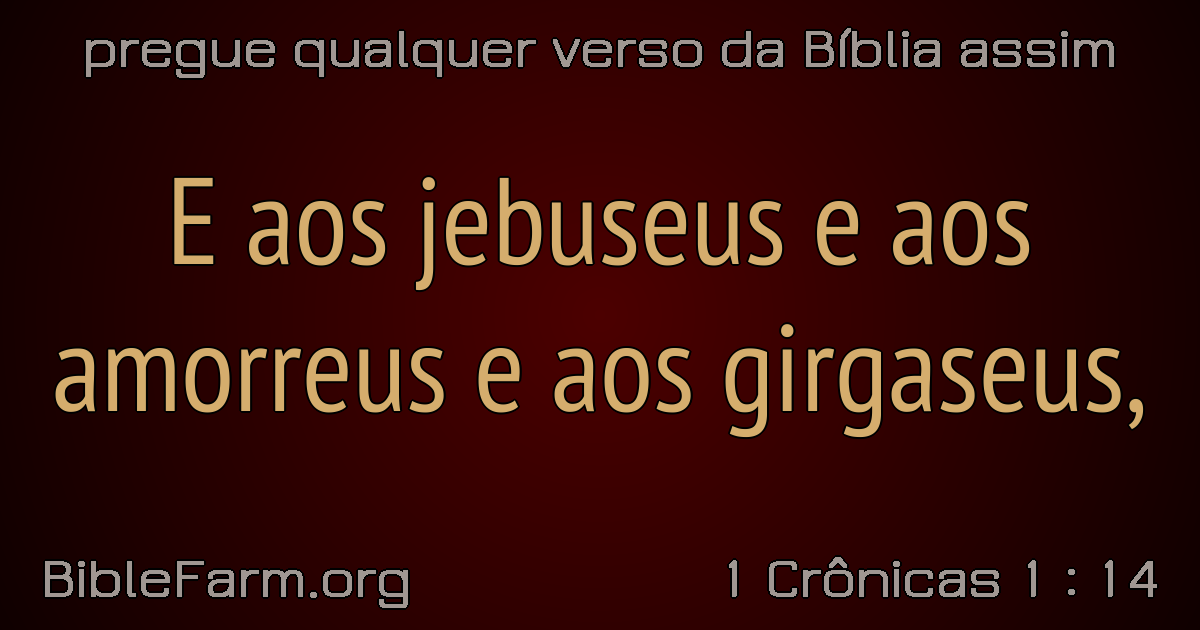 pregue qualquer verso da Bíblia assim
E aos jebuseus e aos
amorreus e aos girgaseus,
BibleFarm.org
1 Crônicas 1 : 14